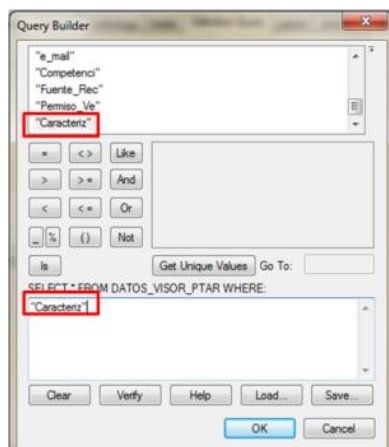 Query Builder
"e_mail"
"Competenci"
"Fuente_Rec"
"Permiso_Ve"
"Caracteriz"
= <> Like
> >= And
< <= Or
_ % () Not
Is Get Unique Values Go To:
SELECT * FROM DATOS_VISOR_PTAR WHERE:
"Caracteriz"
Clear Verify Help Load... Save...
OK Cancel